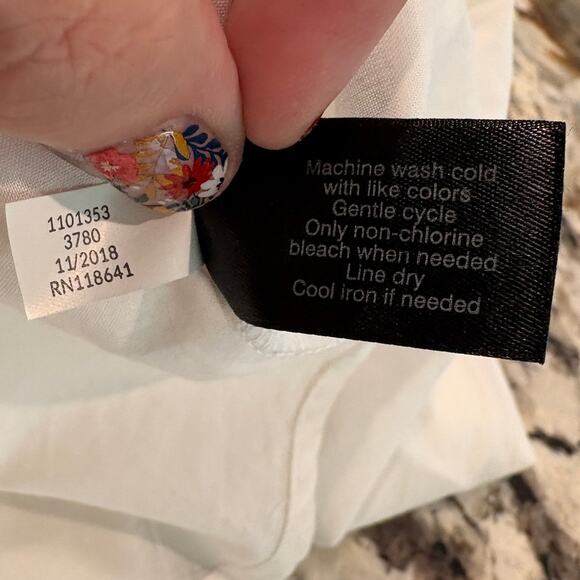 1101353
3780
11/2018
RN118641
Machine wash cold
with like colors
Gentle cycle
Only non-chlorine
bleach when needed
Line dry
Cool iron if needed